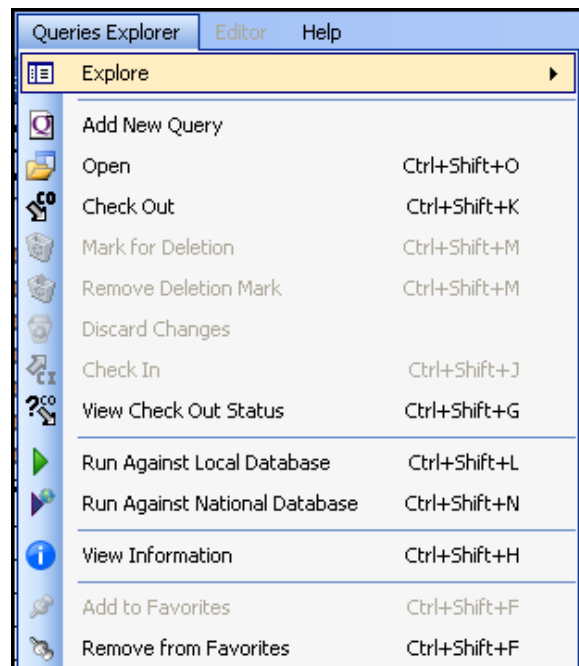 Queries Explorer Editor Help
Explore
Add New Query
Open Ctrl+Shift+O
Check Out Ctrl+Shift+K
Mark for Deletion Ctrl+Shift+M
Remove Deletion Mark Ctrl+Shift+M
Discard Changes
Check In Ctrl+Shift+J
View Check Out Status Ctrl+Shift+G
Run Against Local Database Ctrl+Shift+L
Run Against National Database Ctrl+Shift+N
View Information Ctrl+Shift+H
Add to Favorites Ctrl+Shift+F
Remove from Favorites Ctrl+Shift+F